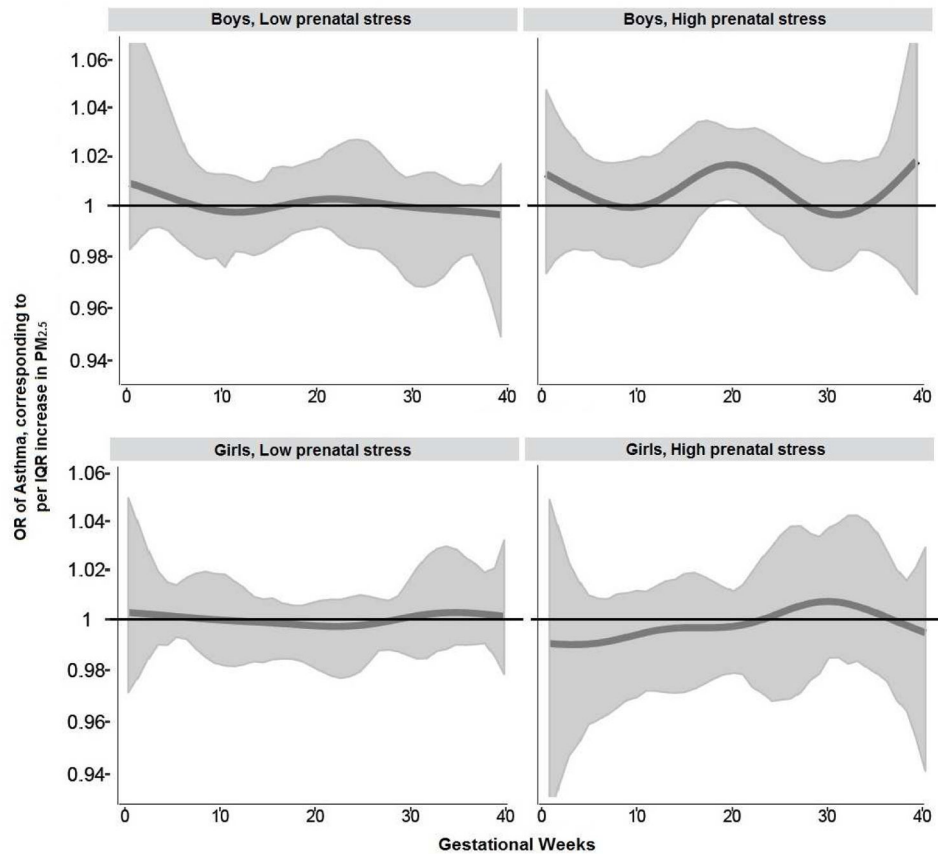 Boys, Low prenatal stress
Boys, High prenatal stress
1.06
1.04
1.02
1
0.98
0.96
0.94
0 10 20 30 40
0 10 20 30 40
OR of Asthma, corresponding to
per IQR increase in PM2.5
Girls, Low prenatal stress
Girls, High prenatal stress
1.06
1.04
1.02
1
0.98
0.96
0.94
0 10 20 30 40
0 10 20 30 40
Gestational Weeks